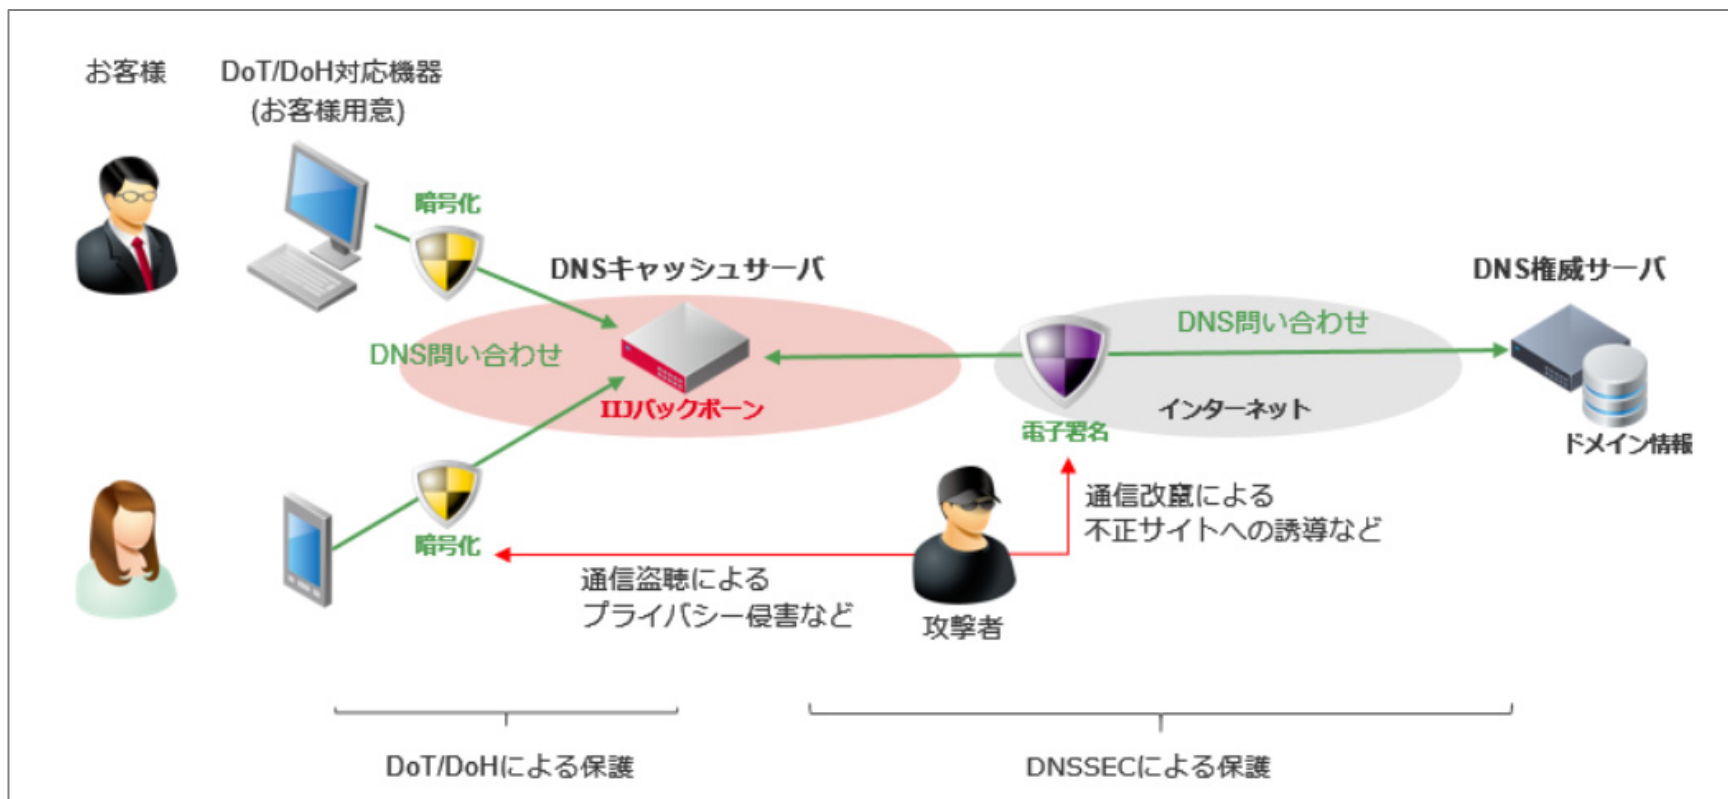 お客様
DoT/DoH対応機器
(お客様用意)
暗号化
DNSキャッシュサーバ
DNS権威サーバ
DNS問い合わせ
DNS問い合わせ
IIJバックボーン
インターネット
電子署名
ドメイン情報
通信改竄による
不正サイトへの誘導など
暗号化
通信盗聴による
プライバシー侵害など
攻撃者
DoT/DoHによる保護
DNSSECによる保護